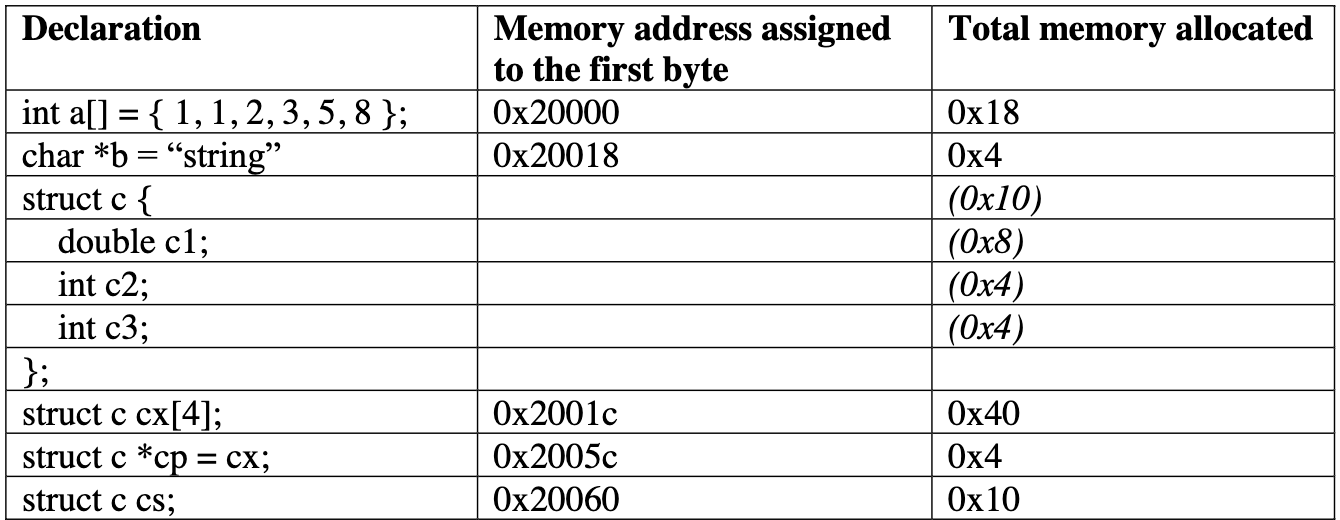 Declaration Memory address assigned to the first byte Total memory allocated
int a[] = { 1, 1, 2, 3, 5, 8 }; 0x20000 0x18
char *b = “string” 0x20018 0x4
struct c { (0x10)
double c1; (0x8)
int c2; (0x4)
int c3; (0x4)
};
struct c cx[4]; 0x2001c 0x40
struct c *cp = cx; 0x2005c 0x4
struct c cs; 0x20060 0x10